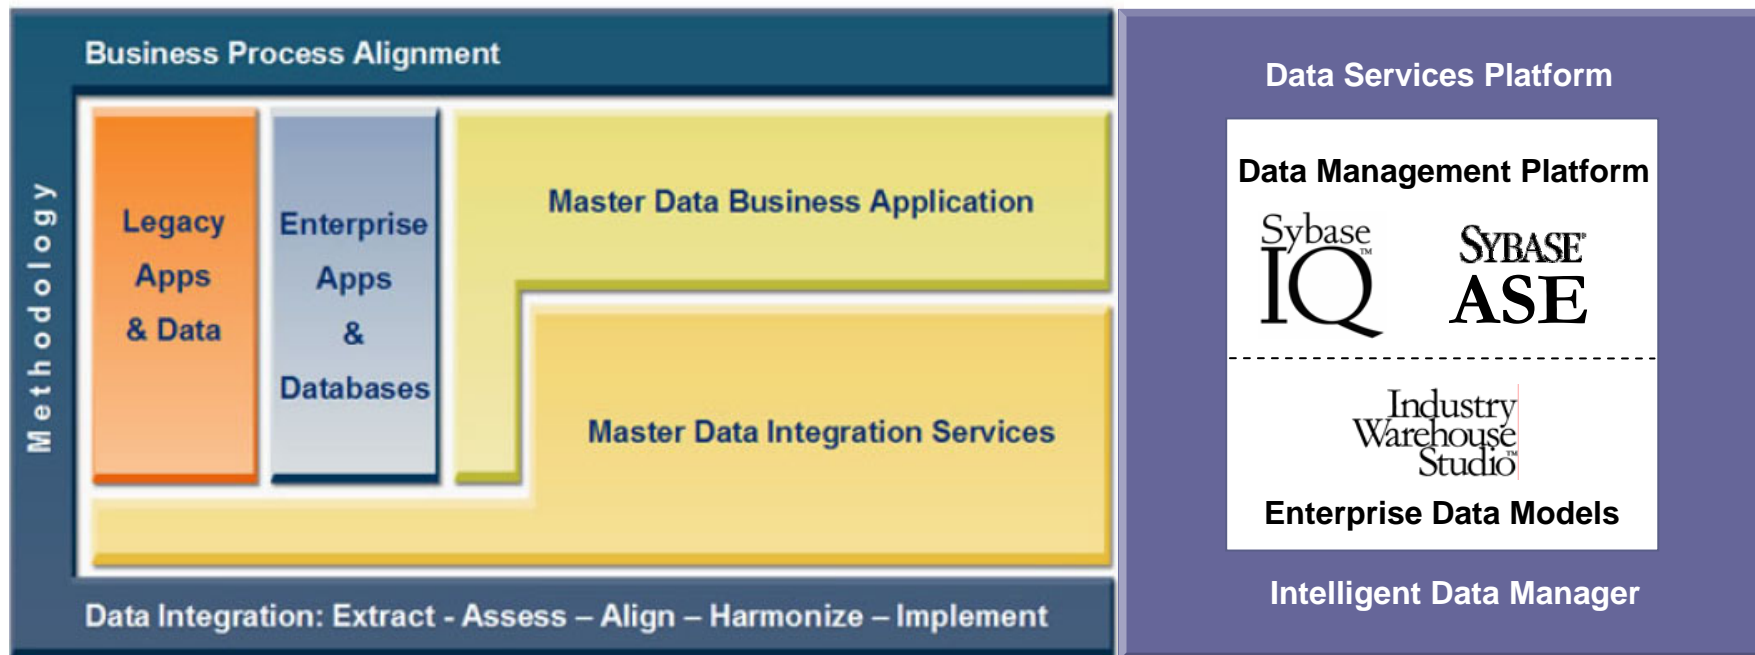 Business Process Alignment
Methodology
Legacy
Apps
& Data
Enterprise
Apps
&
Databases
Master Data Business Application
Master Data Integration Services
Data Integration: Extract - Assess – Align – Harmonize – Implement
Data Services Platform
Data Management Platform
Sybase
IQ™
SYBASE®
ASE
Industry
Warehouse
Studio™
Enterprise Data Models
Intelligent Data Manager